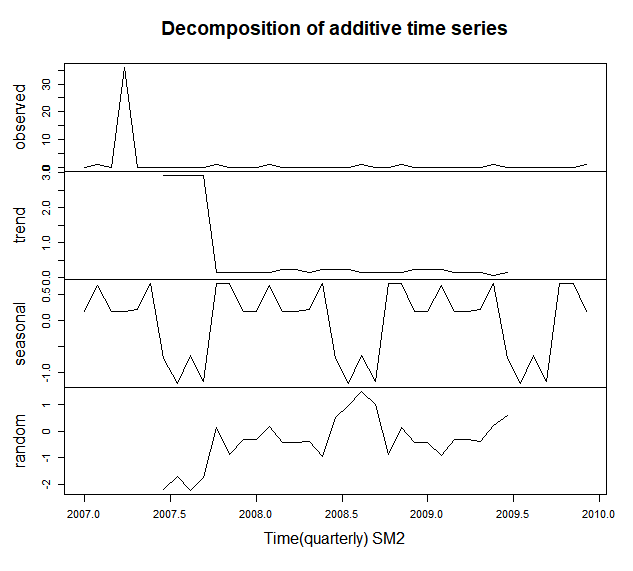 Decomposition of additive time series
observed
30
20
10
0
trend
3.0
2.0
1.0
0.0
seasonal
0.5
0.0
-1.0
random
1
0
-1
-2
2007.0 2007.5 2008.0 2008.5 2009.0 2009.5 2010.0
Time(quarterly) SM2